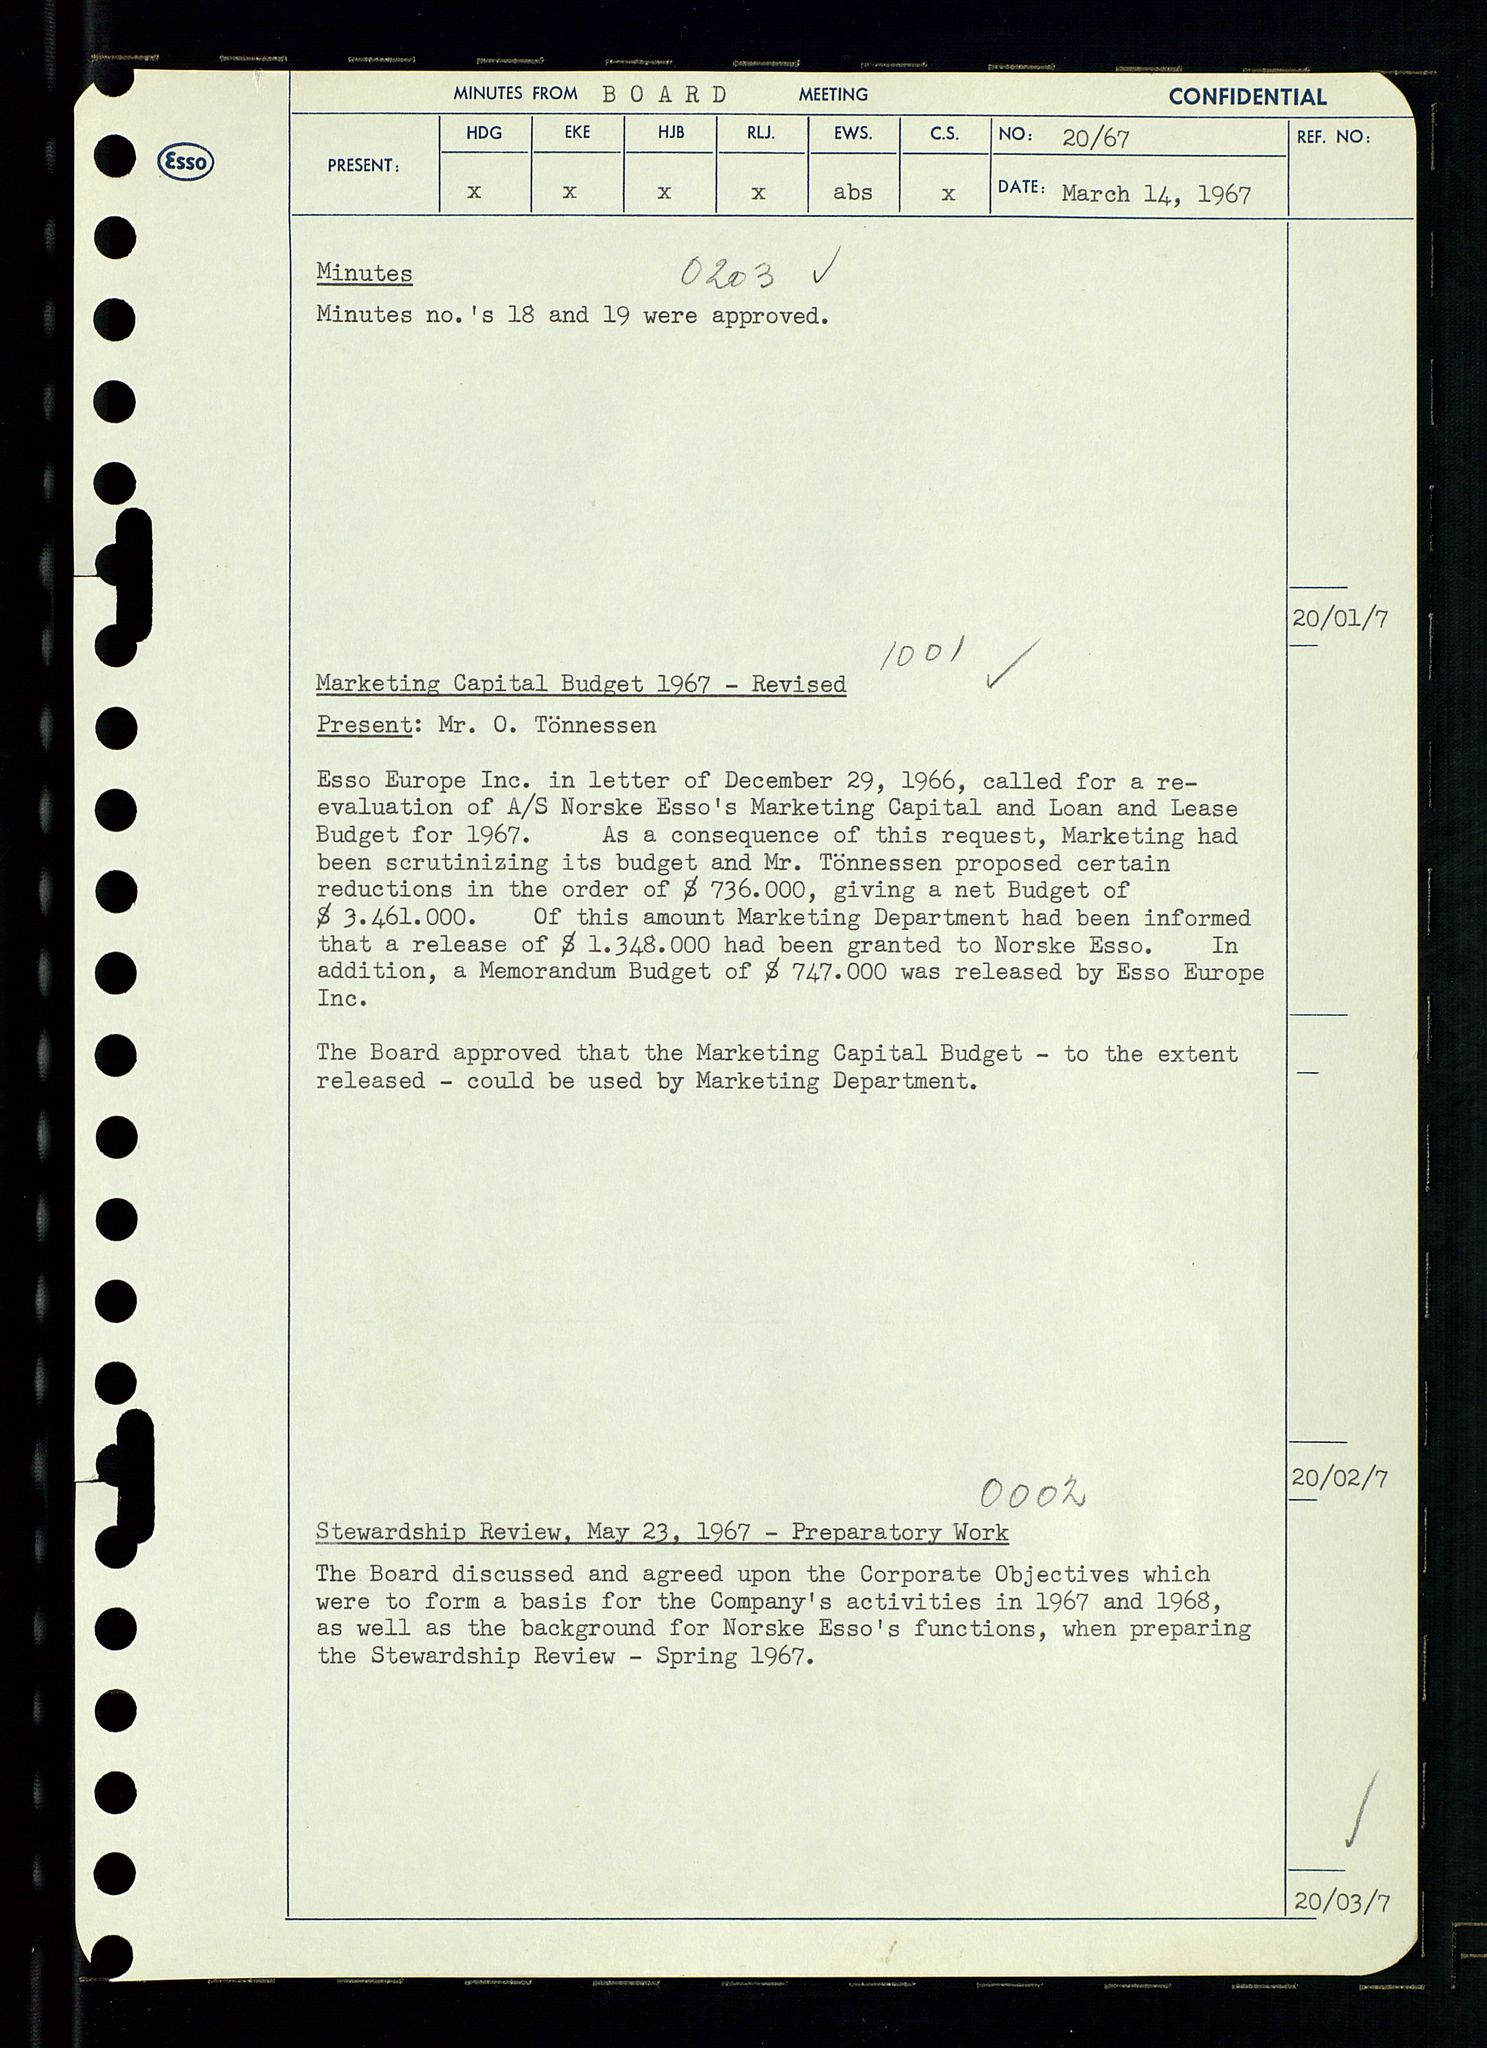 MINUTES FROM B O A R D MEETING CONFIDENTIAL
Esso
PRESENT: HDG EKE HJB RLJ. EWS. C.S. NO: 20/67 REF. NO:
x x x x abs x DATE: March 14, 1967
Minutes 0203 ✓
Minutes no.'s 18 and 19 were approved.
20/01/7
1001 ✓
Marketing Capital Budget 1967 - Revised
Present: Mr. O. Tönnessen
Esso Europe Inc. in letter of December 29, 1966, called for a re-
evaluation of A/S Norske Esso's Marketing Capital and Loan and Lease
Budget for 1967. As a consequence of this request, Marketing had
been scrutinizing its budget and Mr. Tönnessen proposed certain
reductions in the order of $ 736.000, giving a net Budget of
$ 3.461.000. Of this amount Marketing Department had been informed
that a release of $ 1.348.000 had been granted to Norske Esso. In
addition, a Memorandum Budget of $ 747.000 was released by Esso Europe
Inc.
The Board approved that the Marketing Capital Budget - to the extent
released - could be used by Marketing Department.
20/02/7
0002
Stewardship Review, May 23, 1967 - Preparatory Work
The Board discussed and agreed upon the Corporate Objectives which
were to form a basis for the Company's activities in 1967 and 1968,
as well as the background for Norske Esso's functions, when preparing
the Stewardship Review - Spring 1967.
20/03/7